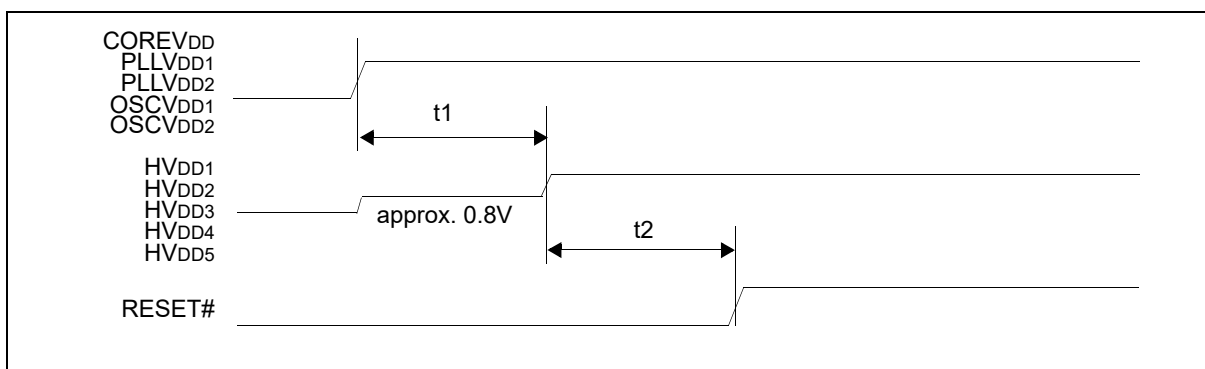 COREVDD
PLLVDD1
PLLVDD2
OSCVDD1
OSCVDD2
t1
HVDD1
HVDD2
HVDD3
HVDD4
HVDD5
approx. 0.8V
t2
RESET#